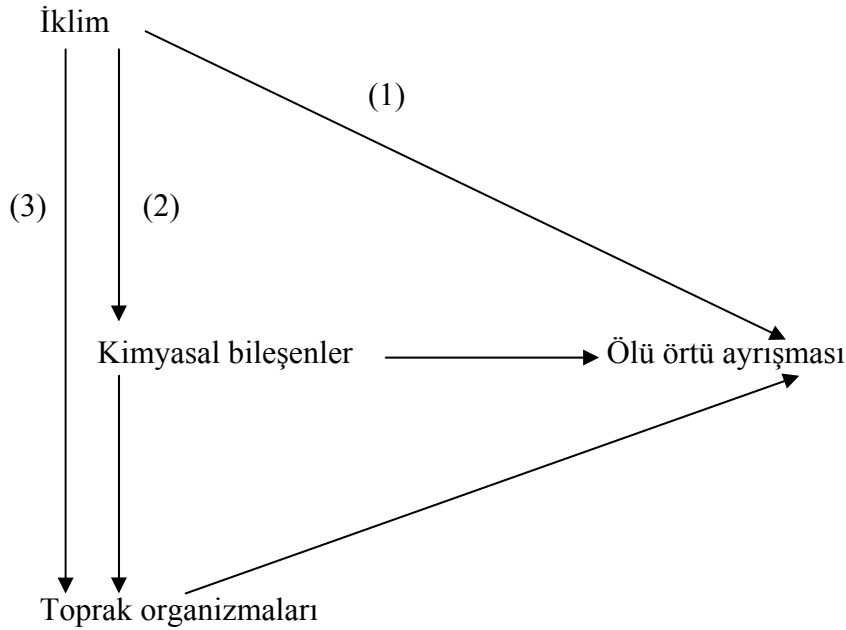 İklim
(1)
(3)
(2)
Kimyasal bileşenler
Ölü örtü ayrışması
Toprak organizmaları